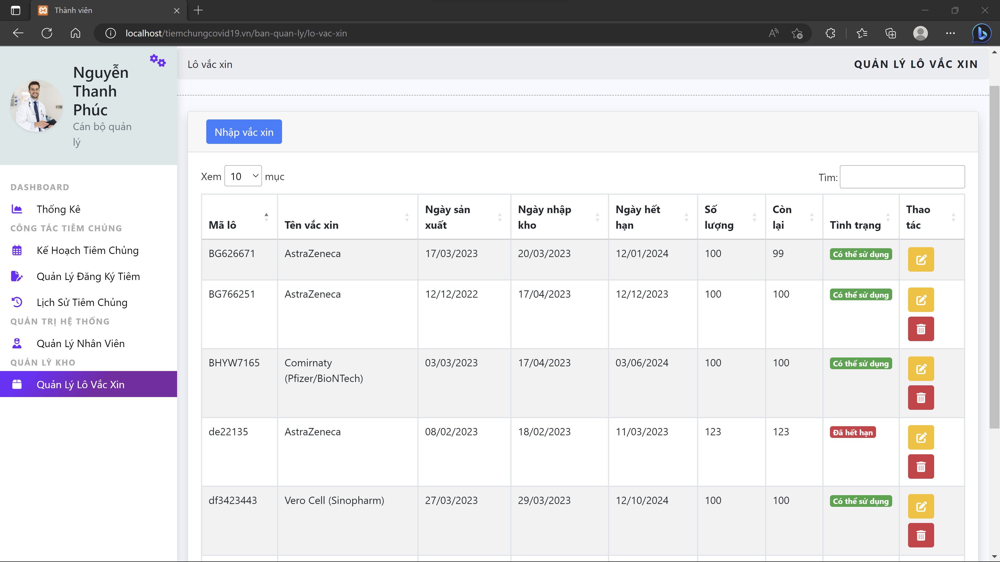 Thành viên
localhost/tiemchungcovid19.vn/ban-quan-ly/lo-vac-xin
Nguyễn
Thanh
Phúc
Cán bộ quản
lý
DASHBOARD
Thống Kê
CÔNG TÁC TIÊM CHỦNG
Kế Hoạch Tiêm Chủng
Quản Lý Đăng Ký Tiêm
Lịch Sử Tiêm Chủng
QUẢN TRỊ HỆ THỐNG
Quản Lý Nhân Viên
QUẢN LÝ KHO
Quản Lý Lô Vắc Xin
Lô vắc xin
QUẢN LÝ LÔ VẮC XIN
Nhập vắc xin
Xem 10 mục
Tìm:
Mã lô Tên vắc xin Ngày sản xuất Ngày nhập kho Ngày hết hạn Số lượng Còn lại Tình trạng Thao tác
BG626671 AstraZeneca 17/03/2023 20/03/2023 12/01/2024 100 99 Có thể sử dụng
BG766251 AstraZeneca 12/12/2022 17/04/2023 12/12/2023 100 100 Có thể sử dụng
BHYW7165 Comirnaty (Pfizer/BioNTech) 03/03/2023 17/04/2023 03/06/2024 100 100 Có thể sử dụng
de22135 AstraZeneca 08/02/2023 18/02/2023 11/03/2023 123 123 Đã hết hạn
df3423443 Vero Cell (Sinopharm) 27/03/2023 29/03/2023 12/10/2024 100 100 Có thể sử dụng